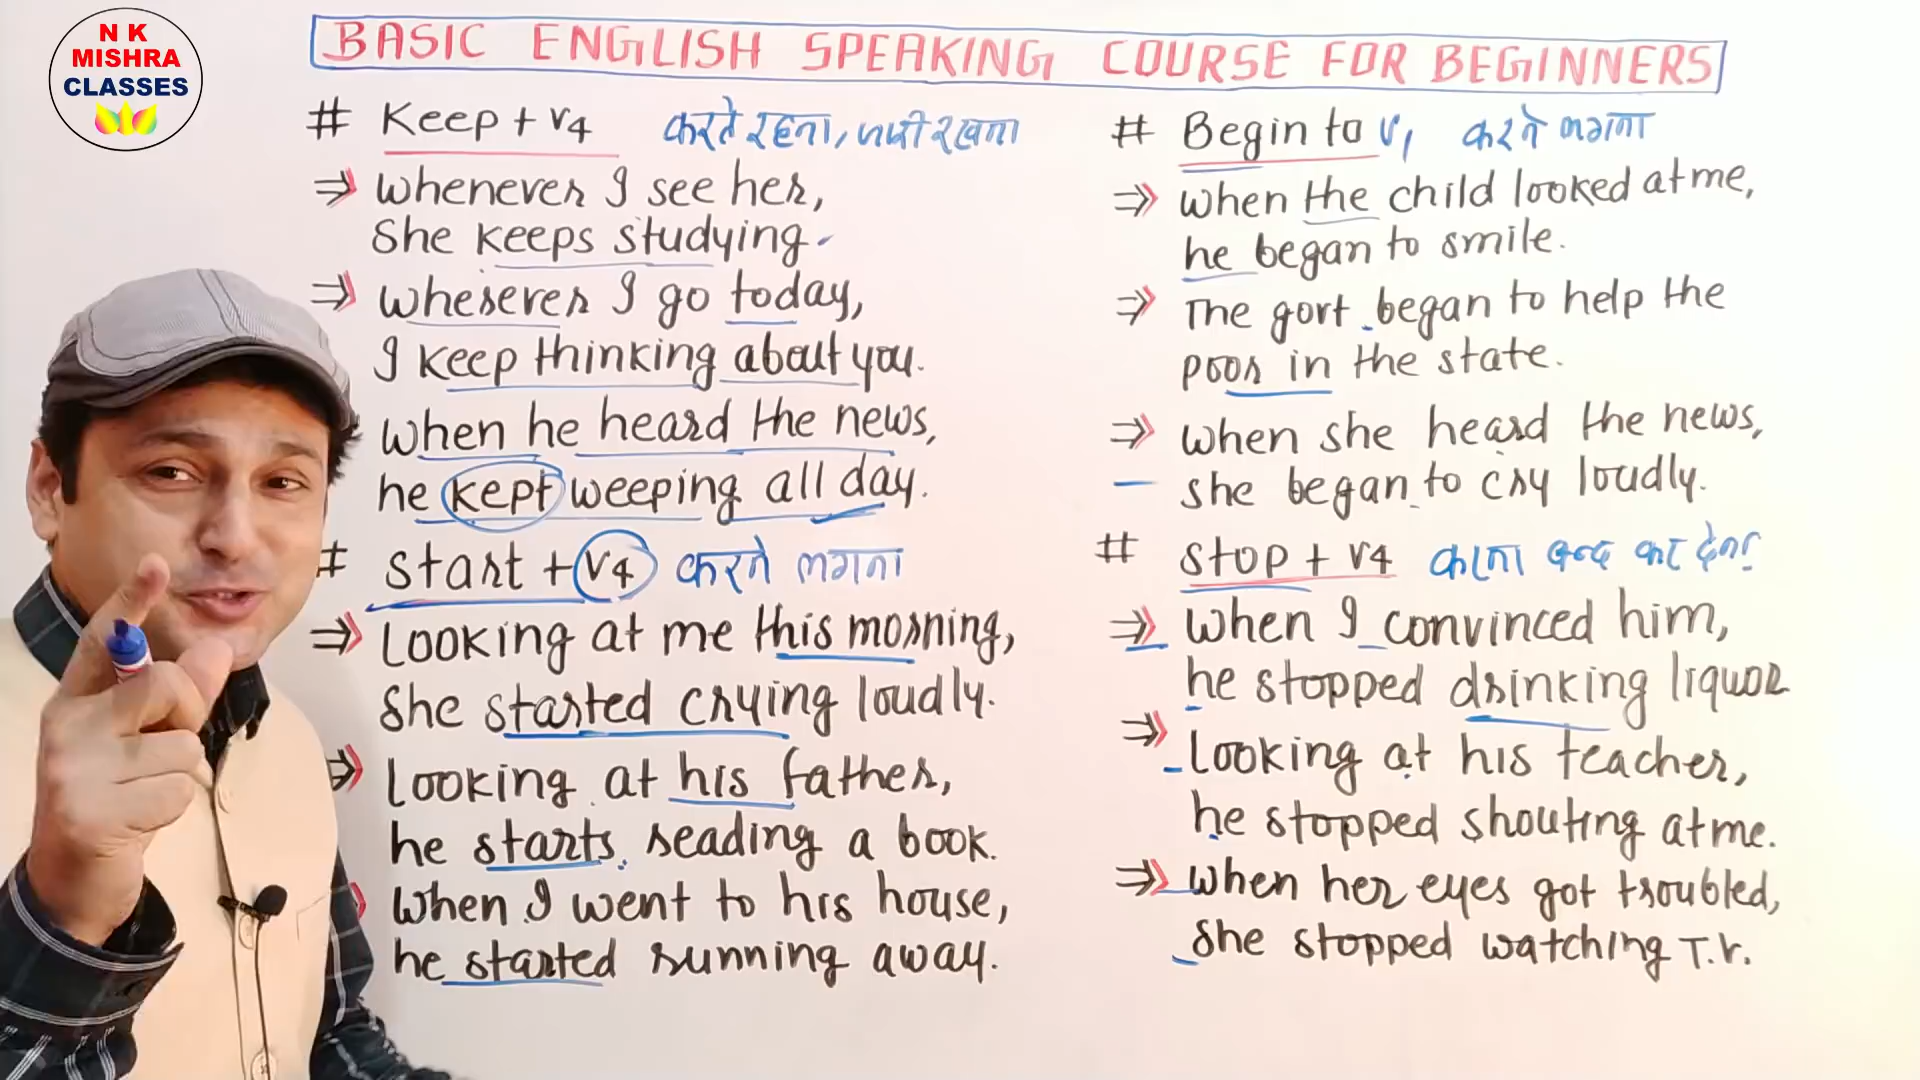 N K
MISHRA
CLASSES
BASIC ENGLISH SPEAKING COURSE FOR BEGINNERS
# Keep + V4 करते रहना, जारी रखना
⇒ Whenever I see her,
She keeps studying.
⇒ Wherever I go today,
I keep thinking about you.
When he heard the news,
he kept weeping all day.
# Start + V4 करने लगना
⇒ Looking at me this morning,
She started crying loudly.
⇒ Looking at his father,
he starts reading a book.
When I went to his house,
he started running away.
# Begin to V1 करने लगना
⇒ When the child looked at me,
he began to smile.
⇒ The govt began to help the
poor in the state.
⇒ When she heard the news,
she began to cry loudly.
# Stop + V4 करना बन्द कर देना
⇒ When I convinced him,
he stopped drinking liquor
⇒ Looking at his teacher,
he stopped shouting at me.
⇒ When her eyes got troubled,
She stopped watching T.V.